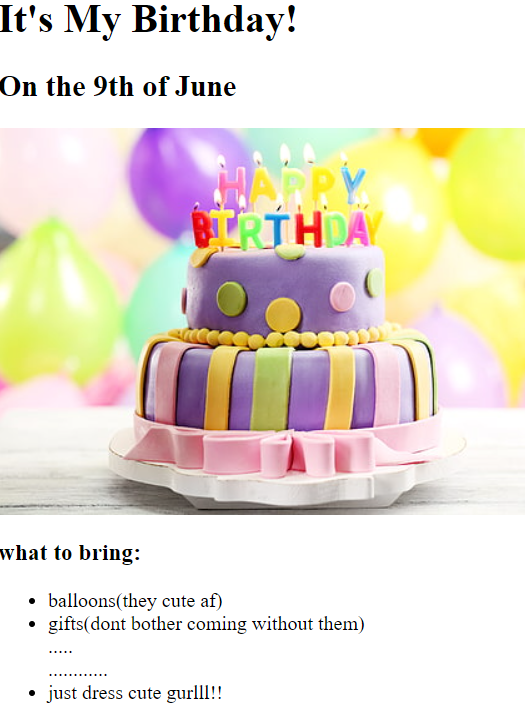 It's My Birthday!
On the 9th of June
HAPPY
BIRTHDAY
what to bring:
balloons(they cute af)
gifts(dont bother coming without them)
.....
............
just dress cute gurlll!!